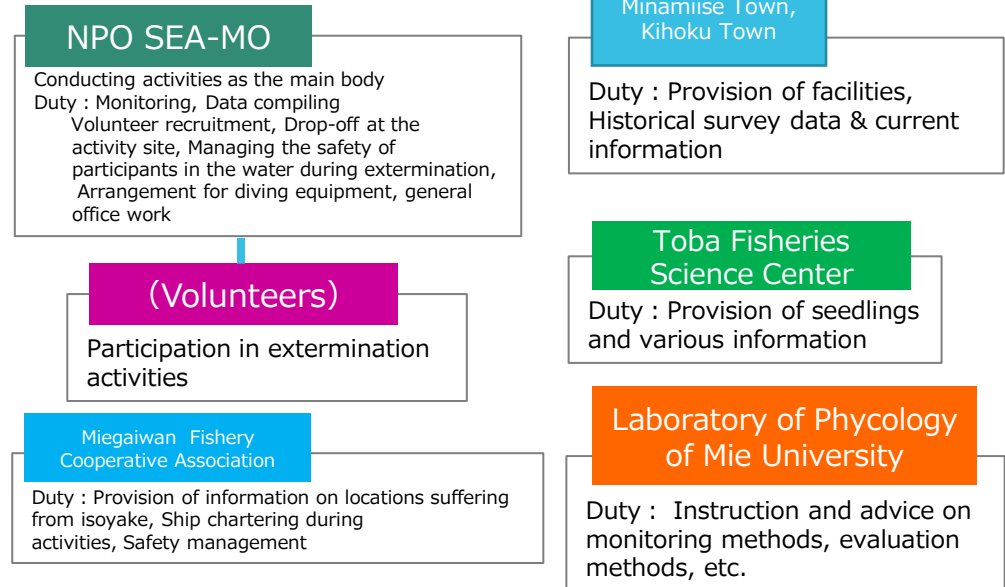 NPO SEA-MO
Conducting activities as the main body
Duty : Monitoring, Data compiling
Volunteer recruitment, Drop-off at the
activity site, Managing the safety of
participants in the water during extermination,
Arrangement for diving equipment, general
office work
(Volunteers)
Participation in extermination
activities
Miegaiwan Fishery
Cooperative Association
Duty : Provision of information on locations suffering
from isoyake, Ship chartering during
activities, Safety management
Minamiise Town,
Kihoku Town
Duty : Provision of facilities,
Historical survey data & current
information
Toba Fisheries
Science Center
Duty : Provision of seedlings
and various information
Laboratory of Phycology
of Mie University
Duty : Instruction and advice on
monitoring methods, evaluation
methods, etc.